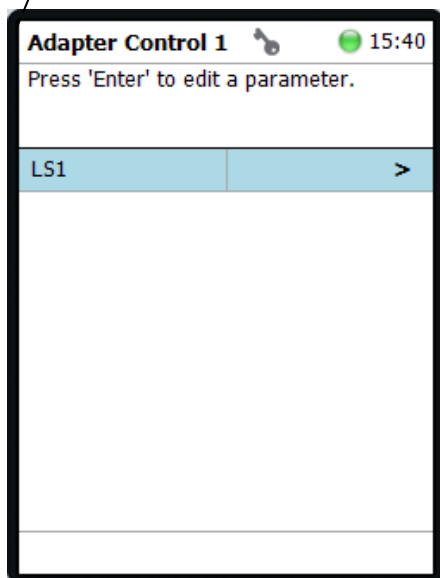 Adapter Control 1 15:40
Press 'Enter' to edit a parameter.
LS1 >